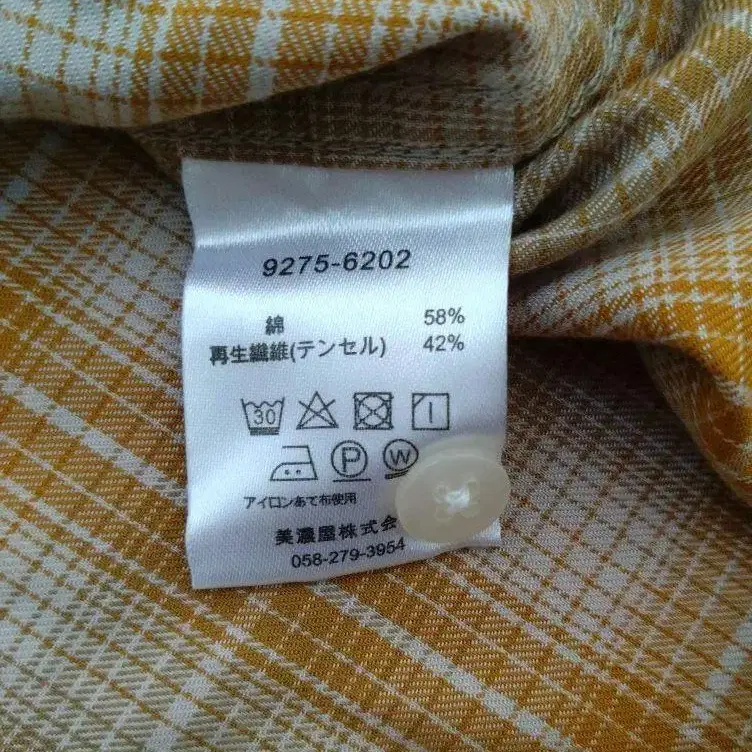 9275-6202
綿 58%
再生繊維(テンセル) 42%
30
P W
アイロンあて布使用
美濃屋株式会
058-279-3954